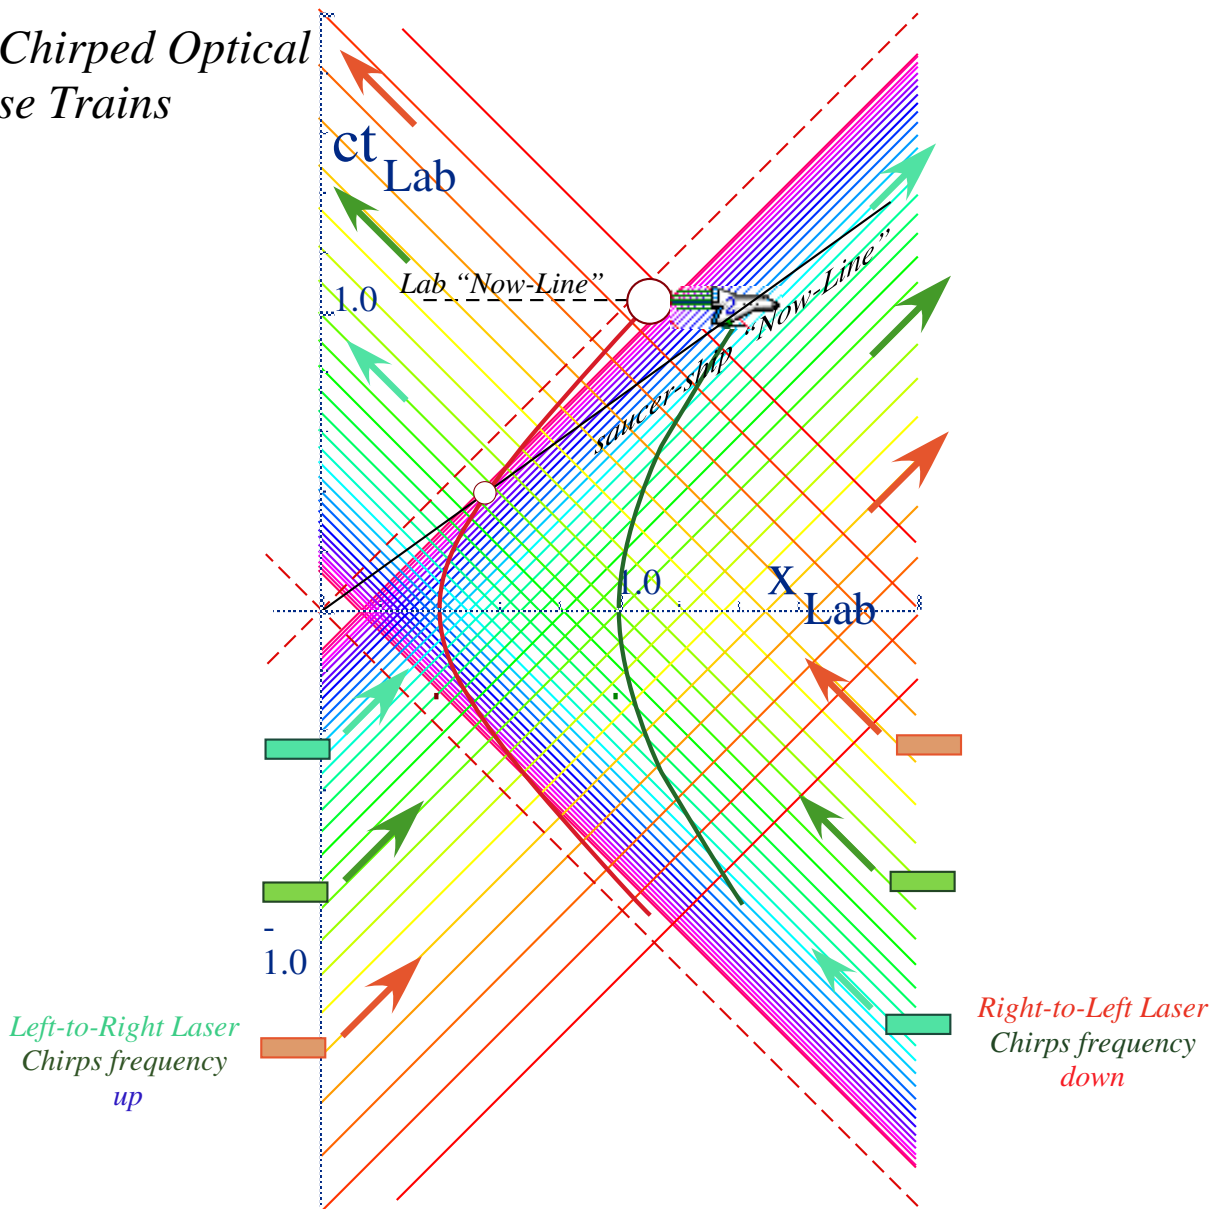 Chirped Optical
se Trains
ct Lab
Lab “Now-Line”
1.0
2
saucer-ship “Now-Line”
1.0
x Lab
-
1.0
Left-to-Right Laser
Chirps frequency
up
Right-to-Left Laser
Chirps frequency
down